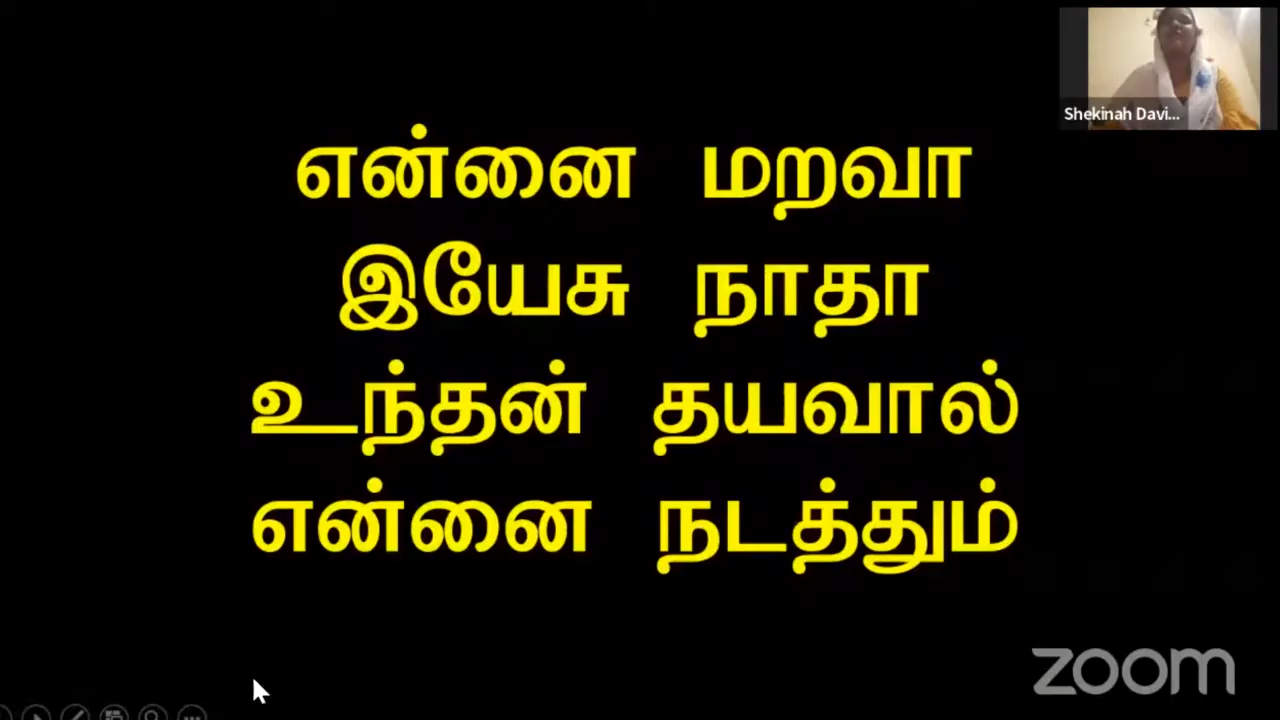 Shekinah Davi...
என்னை மறவா
இயேசு நாதா
உந்தன் தயவால்
என்னை நடத்தும்
zoom